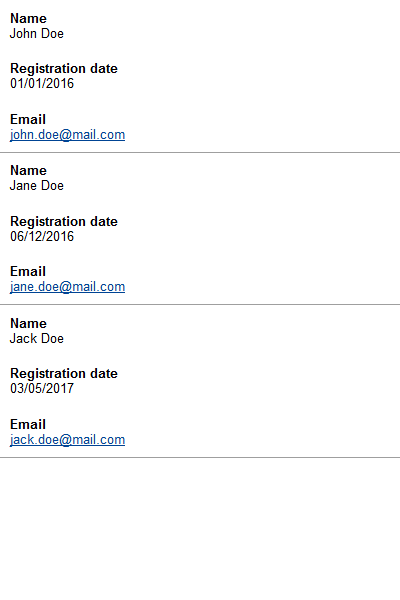 Name
John Doe
Registration date
01/01/2016
Email
john.doe@mail.com
Name
Jane Doe
Registration date
06/12/2016
Email
jane.doe@mail.com
Name
Jack Doe
Registration date
03/05/2017
Email
jack.doe@mail.com